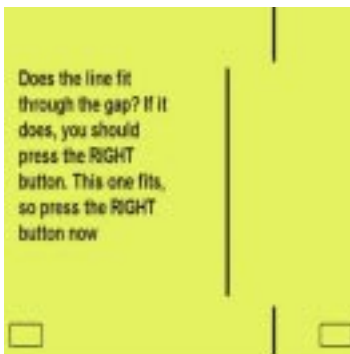 Does the line fit
through the gap? If it
does, you should
press the RIGHT
button. This one fits,
so press the RIGHT
button now